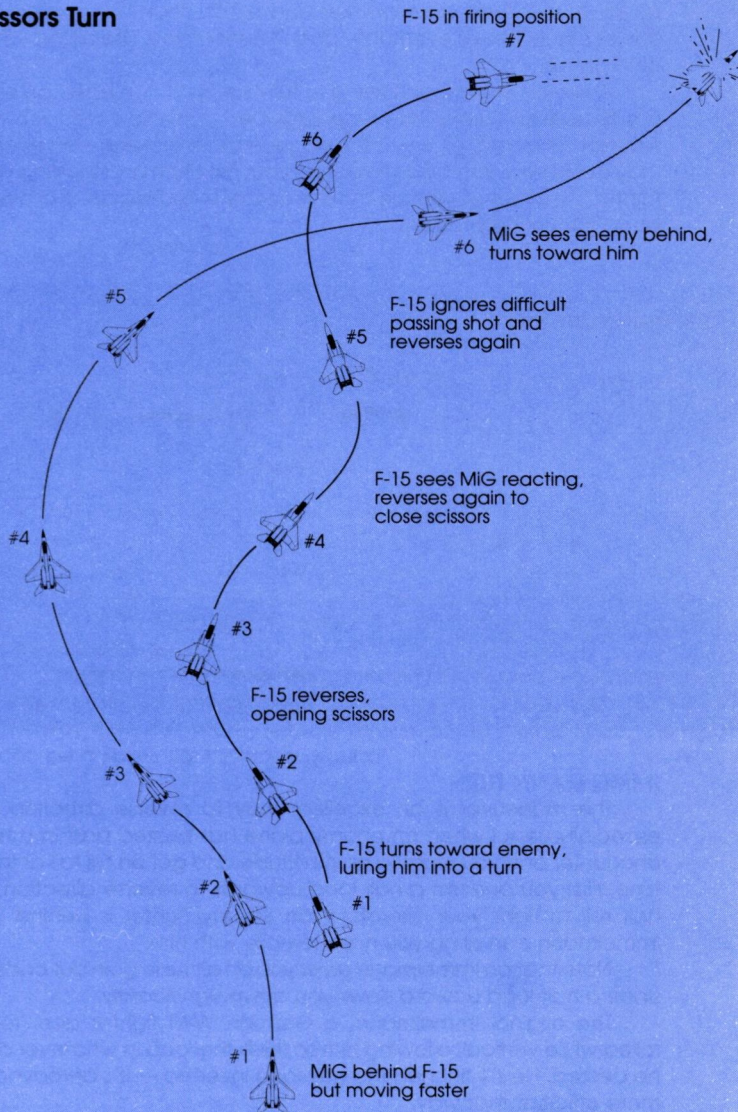 ssors Turn
F-15 in firing position
#7
#6
#6
MiG sees enemy behind,
turns toward him
#5
F-15 ignores difficult
passing shot and
reverses again
#5
F-15 sees MiG reacting,
reverses again to
close scissors
#4
#4
#3
F-15 reverses,
opening scissors
#3
#2
F-15 turns toward enemy,
luring him into a turn
#2
#1
#1
MiG behind F-15
but moving faster